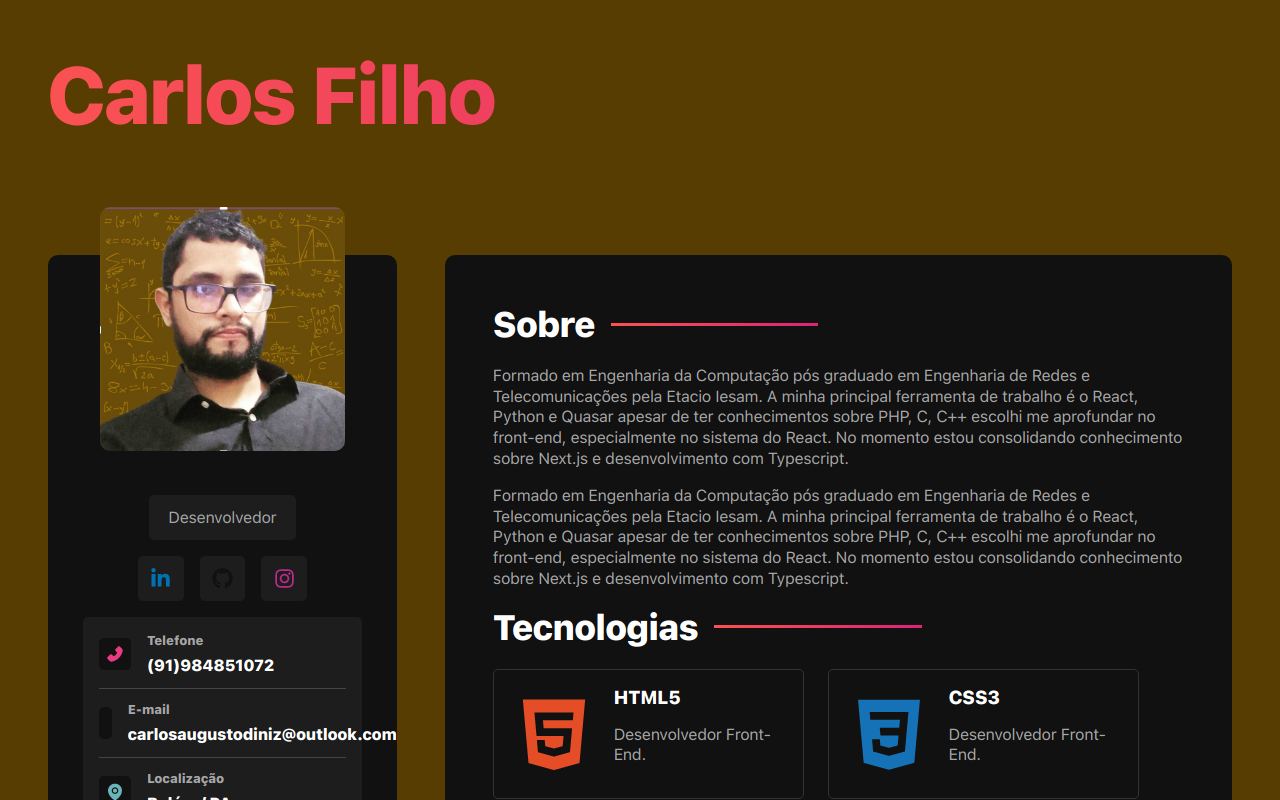 Carlos Filho
Desenvolvedor
Telefone
(91)984851072
E-mail
carlosaugustodiniz@outlook.com
Localização
Sobre
Formado em Engenharia da Computação pós graduado em Engenharia de Redes e
Telecomunicações pela Etacio Iesam. A minha principal ferramenta de trabalho é o React,
Python e Quasar apesar de ter conhecimentos sobre PHP, C, C++ escolhi me aprofundar no
front-end, especialmente no sistema do React. No momento estou consolidando conhecimento
sobre Next.js e desenvolvimento com Typescript.
Formado em Engenharia da Computação pós graduado em Engenharia de Redes e
Telecomunicações pela Etacio Iesam. A minha principal ferramenta de trabalho é o React,
Python e Quasar apesar de ter conhecimentos sobre PHP, C, C++ escolhi me aprofundar no
front-end, especialmente no sistema do React. No momento estou consolidando conhecimento
sobre Next.js e desenvolvimento com Typescript.
Tecnologias
HTML5
Desenvolvedor Front-
End.
CSS3
Desenvolvedor Front-
End.